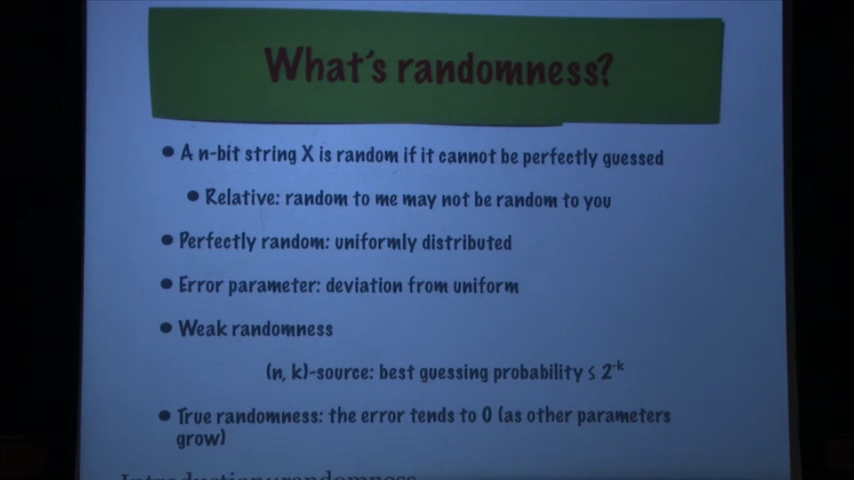 What's randomness?
A n-bit string X is random if it cannot be perfectly guessed
Relative: random to me may not be random to you
Perfectly random: uniformly distributed
Error parameter: deviation from uniform
Weak randomness
(n, k)-source: best guessing probability ≤ 2^-k
True randomness: the error tends to 0 (as other parameters
grow)
Introduction: randomness